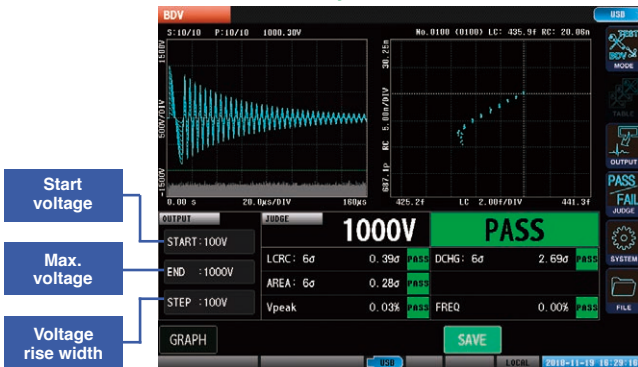 BDV
USB
S:10/10 P:10/10 1000.30V
No.0100 (0100) LC: 435.9f RC: 20.06n
1500V
500V/DIV
-1500V
0.00 s 20.0μs/DIV 160μs
30.25n
RC 5.00n/DIV
637.1p
425.2f LC 2.00f/DIV 441.3f
TEST
BDV
MODE
TABLE
OUTPUT
PASS
FAIL
JUDGE
SYSTEM
FILE
Start
voltage
Max.
voltage
Voltage
rise width
OUTPUT
START:100V
END :1000V
STEP :100V
JUDGE
1000V
PASS
LCRC: 6σ 0.39σ PASS DCHG: 6σ 2.69σ PASS
AREA: 6σ 0.28σ PASS
Vpeak 0.03% PASS FREQ 0.00% PASS
GRAPH
SAVE
USB
LOCAL 2018-11-19 16:29:16